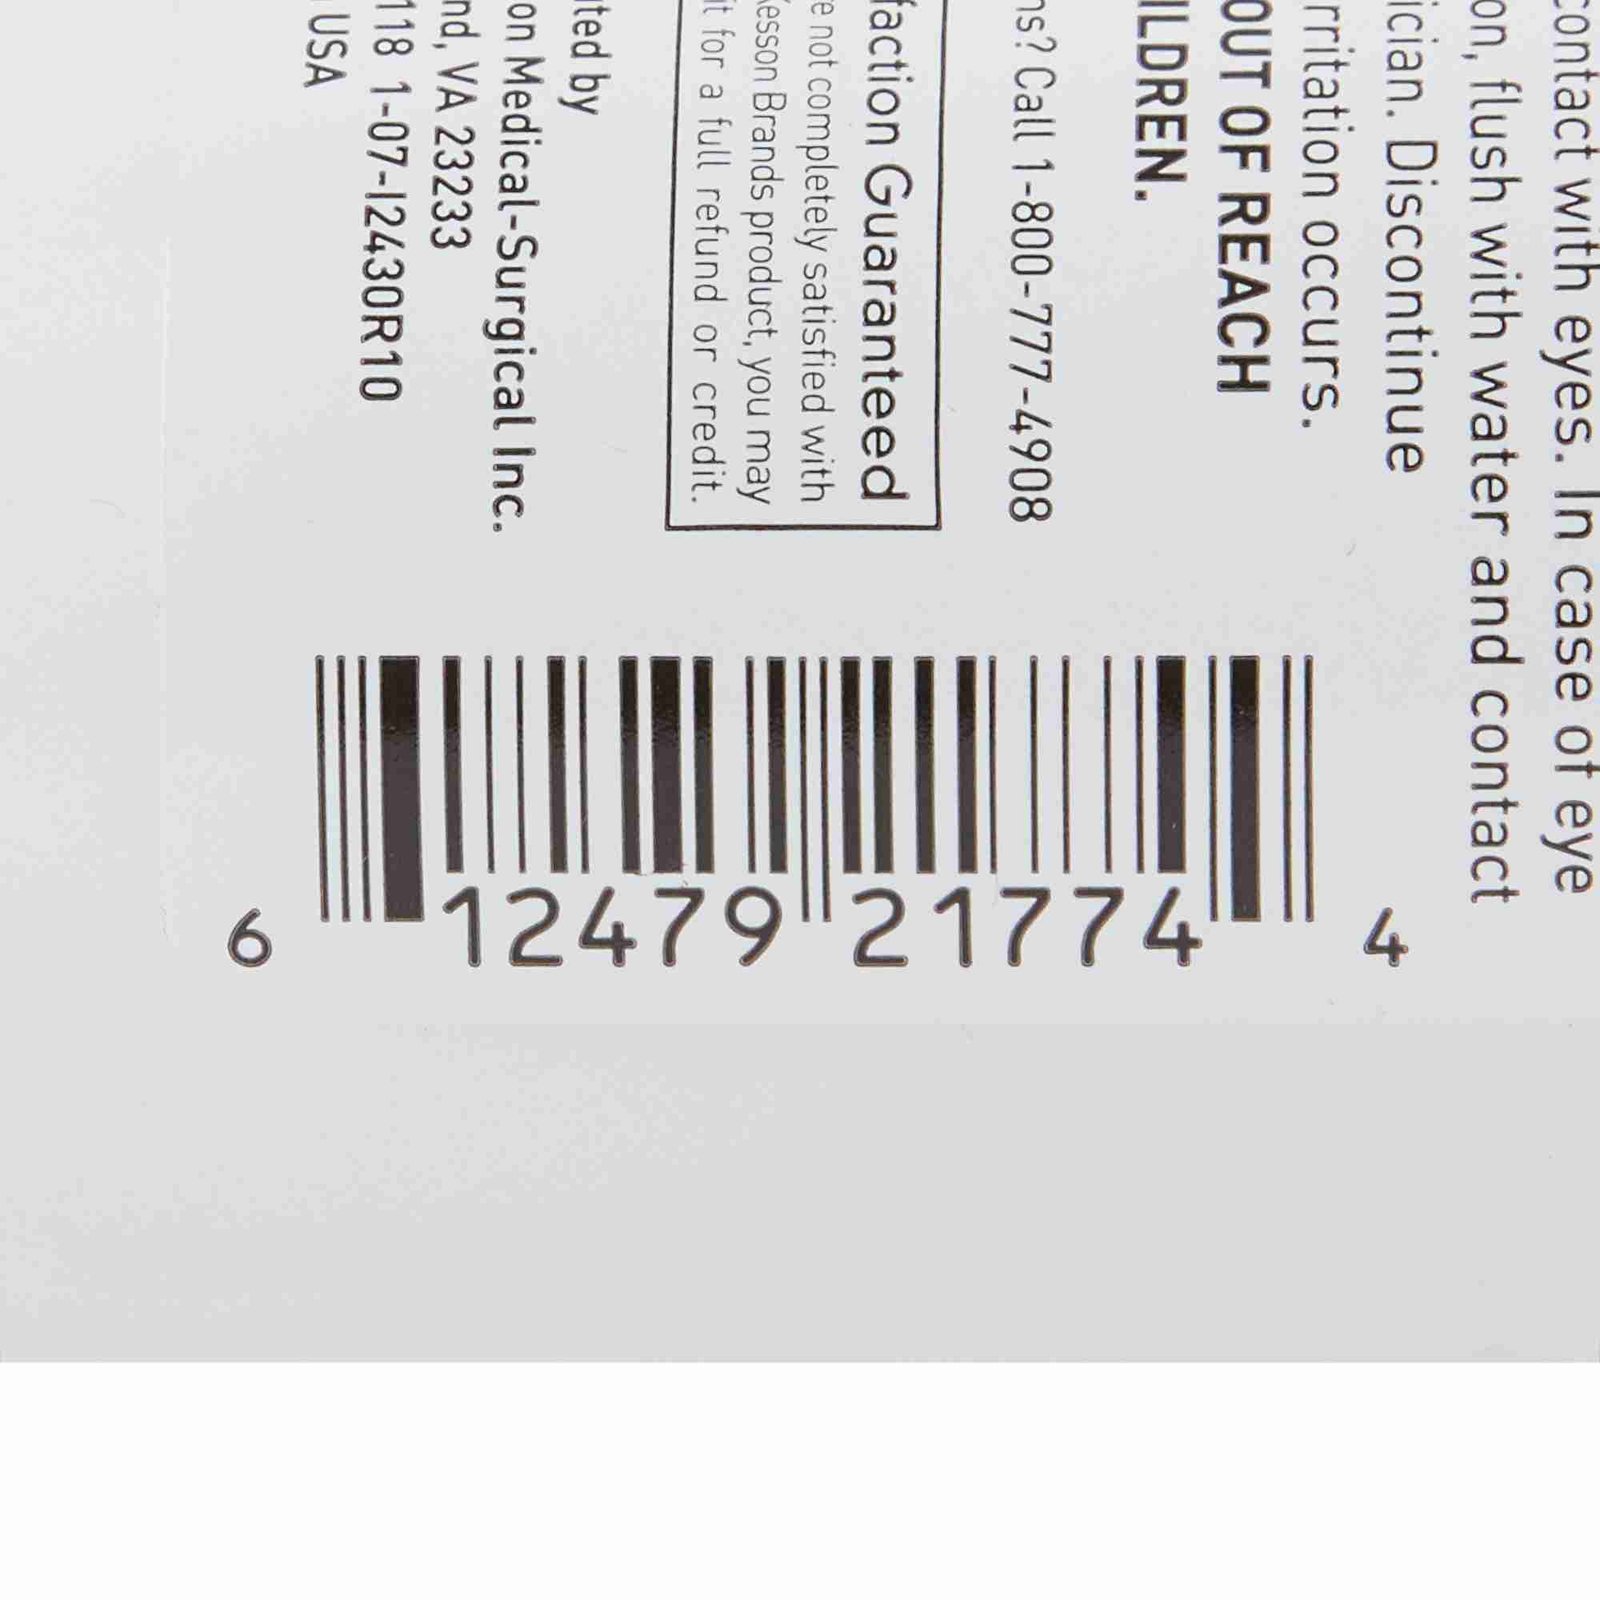 contact with eyes. In case of eye
on, flush with water and contact
ician. Discontinue
rritation occurs.
OUT OF REACH
ILDREN.
ns? Call 1-800-777-4908
faction Guaranteed
e not completely satisfied with
Kesson Brands product, you may
it for a full refund or credit.
ted by
on Medical-Surgical Inc.
nd, VA 23233
118 1-07-I2430R10
USA
6 12479 21774 4